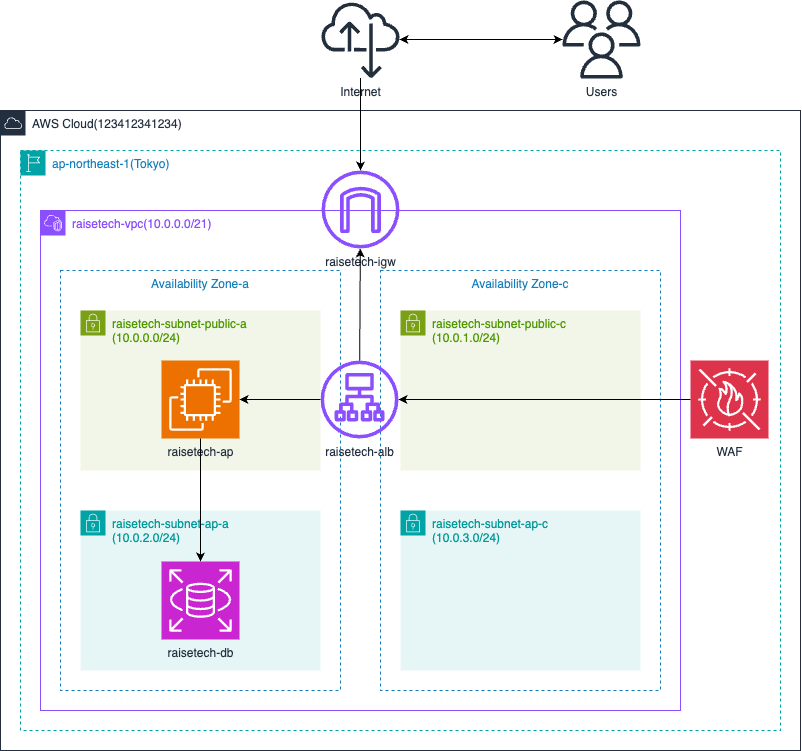 Internet
Users
AWS Cloud(123412341234)
ap-northeast-1(Tokyo)
raisetech-vpc(10.0.0.0/21)
raisetech-igw
Availability Zone-a
Availability Zone-c
raisetech-subnet-public-a
(10.0.0.0/24)
raisetech-subnet-public-c
(10.0.1.0/24)
raisetech-ap
raisetech-alb
WAF
raisetech-subnet-ap-a
(10.0.2.0/24)
raisetech-subnet-ap-c
(10.0.3.0/24)
raisetech-db